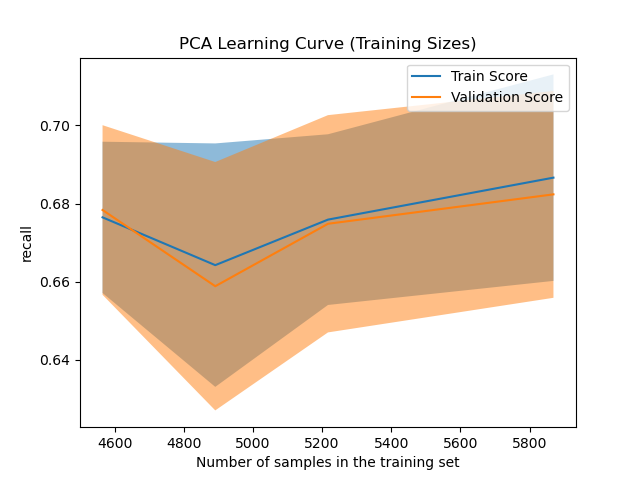 PCA Learning Curve (Training Sizes)
Train Score
Validation Score
recall
0.70
0.68
0.66
0.64
4600 4800 5000 5200 5400 5600 5800
Number of samples in the training set